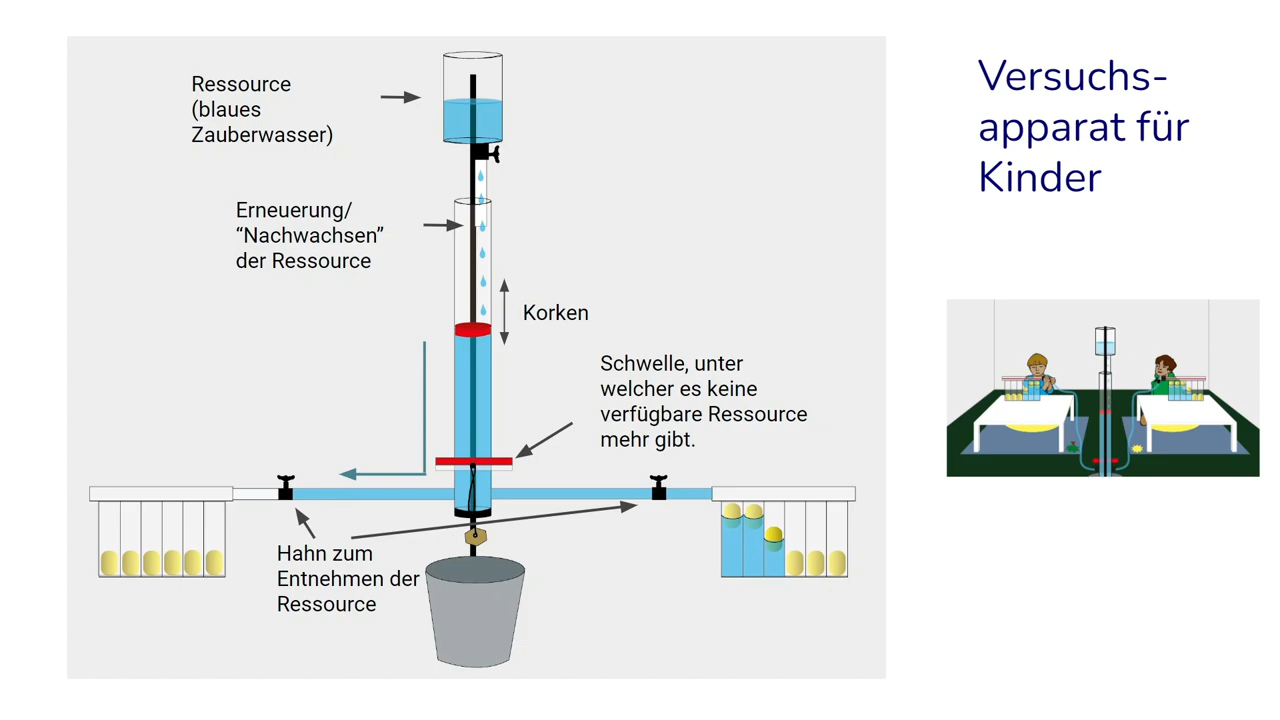 Versuchs-
apparat für
Kinder
Ressource
(blaues
Zauberwasser)
Erneuerung/
“Nachwachsen”
der Ressource
Korken
Schwelle, unter
welcher es keine
verfügbare Ressource
mehr gibt.
Hahn zum
Entnehmen der
Ressource